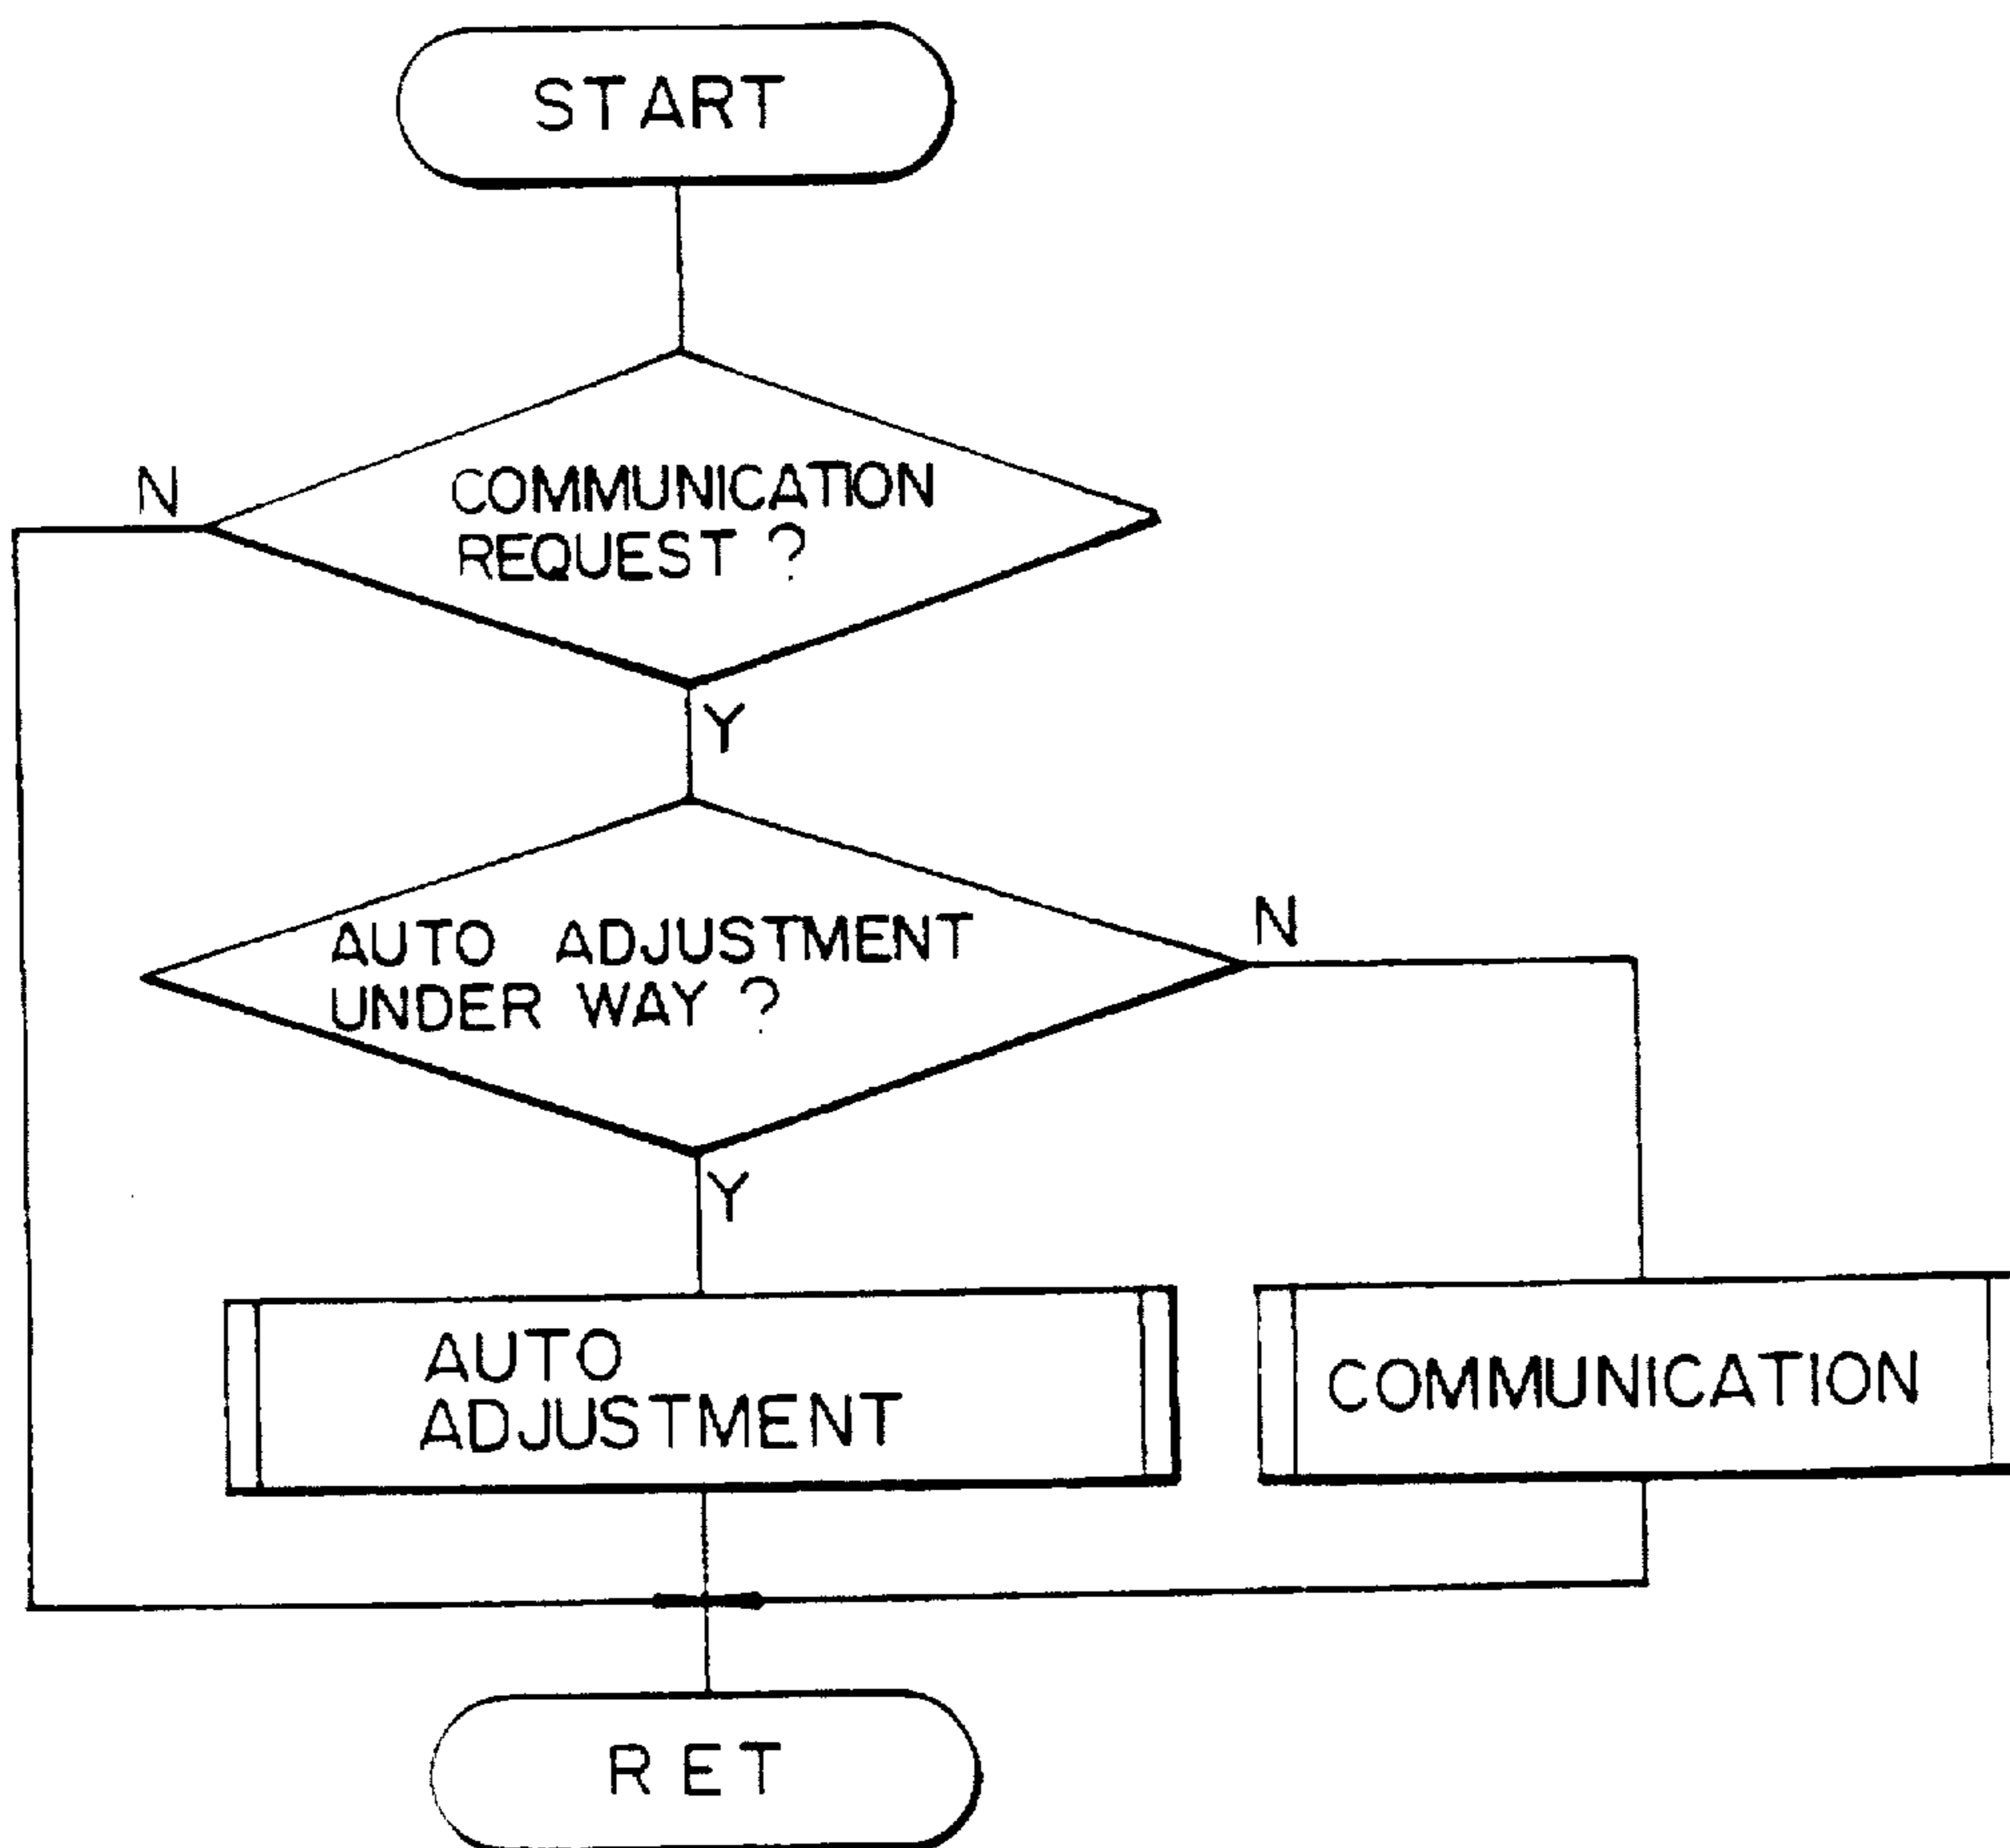 START
N
COMMUNICATION
REQUEST ?
Y
AUTO ADJUSTMENT
UNDER WAY ?
N
Y
AUTO
ADJUSTMENT
COMMUNICATION
RET